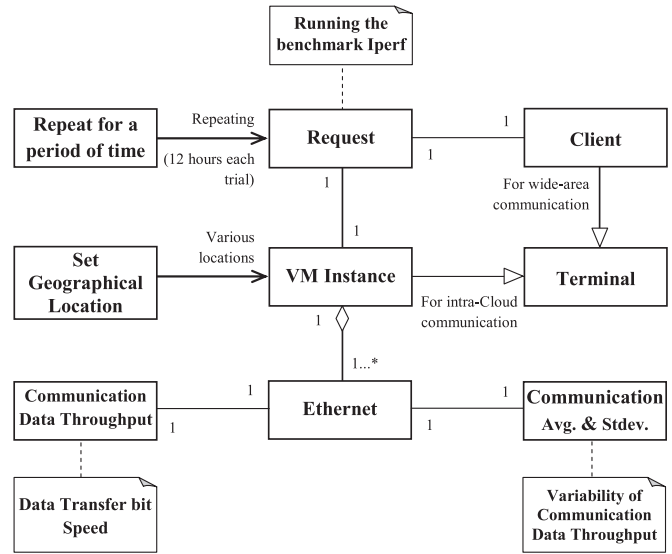 Running the
benchmark Iperf
Repeat for a
period of time
Repeating
(12 hours each
trial)
Request
1
1
Client
1
1
For wide-area
communication
Set
Geographical
Location
Various
locations
VM Instance
Terminal
1
For intra-Cloud
communication
1...*
Communication
Data Throughput
1
1
Ethernet
1
1
Communication
Avg. & Stdev.
Data Transfer bit
Speed
Variability of
Communication
Data Throughput